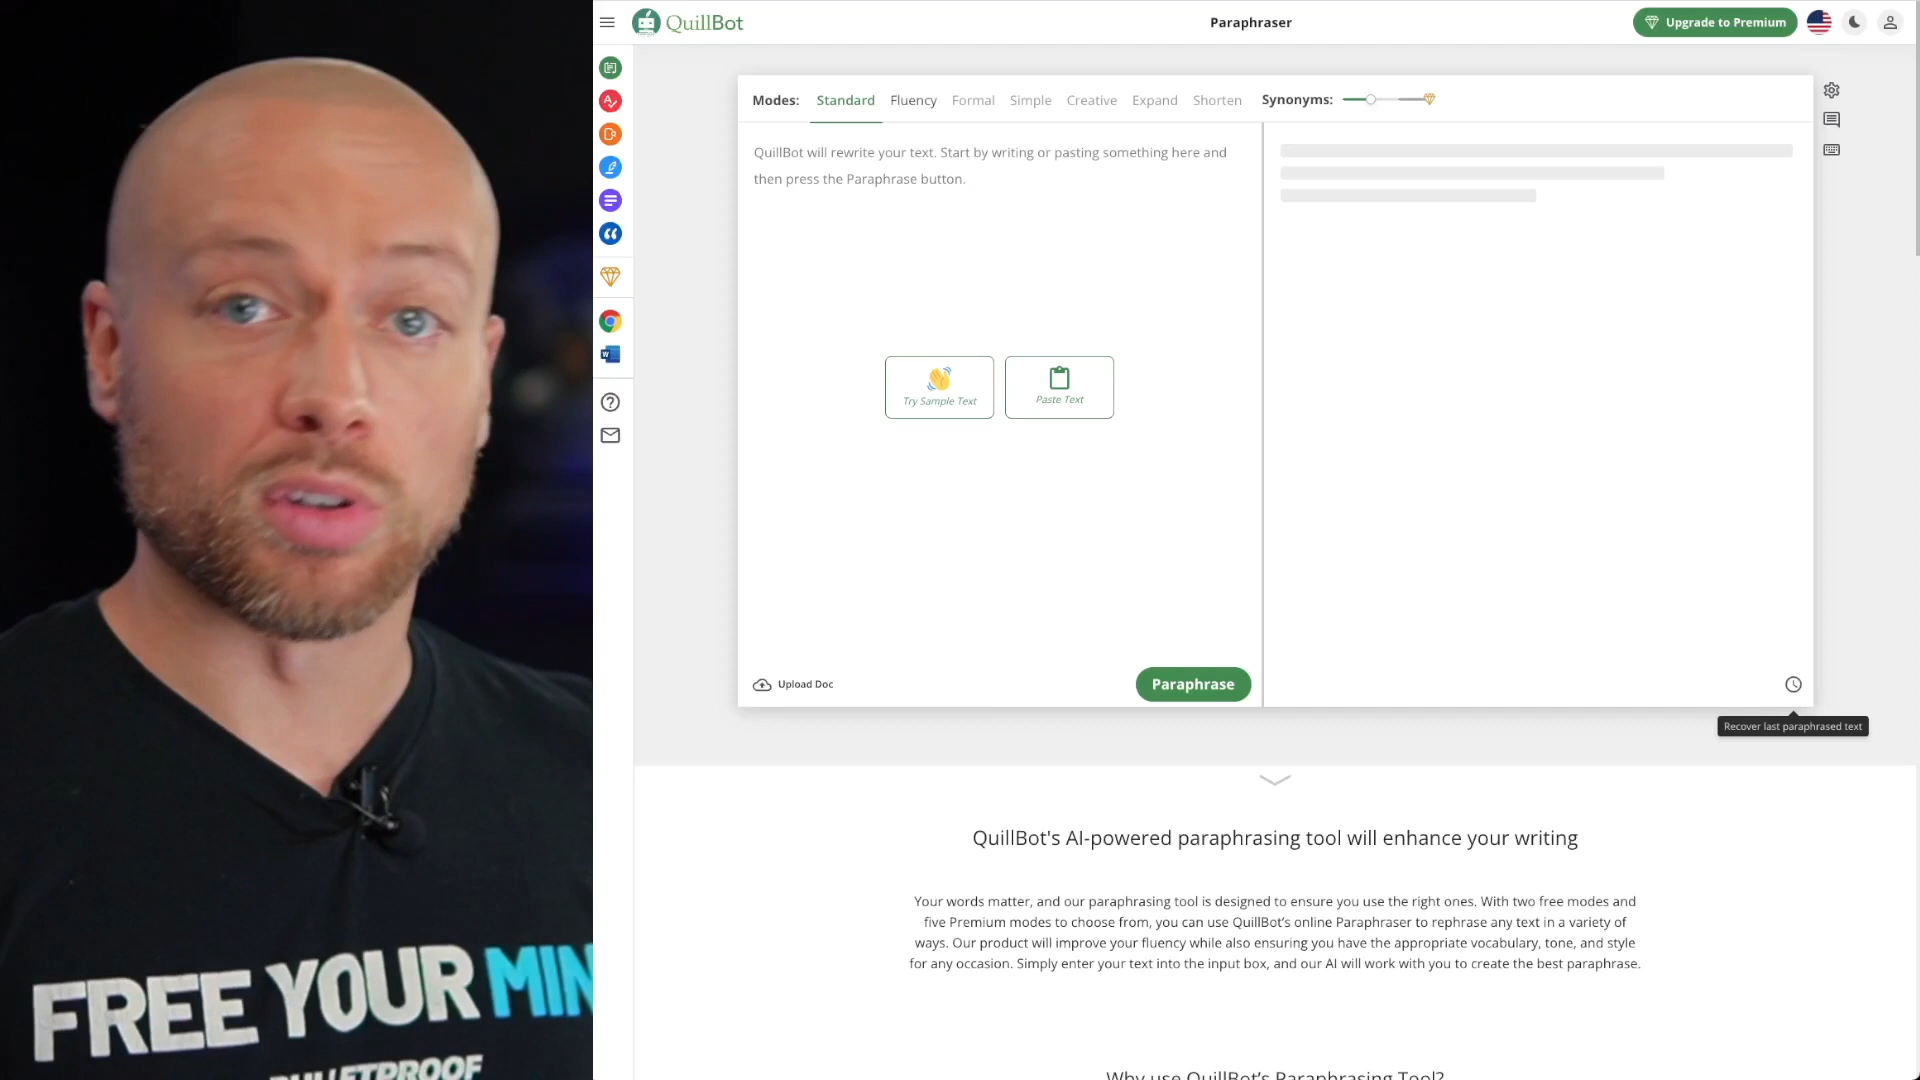 QuillBot
Paraphraser
Upgrade to Premium
Modes: Standard Fluency Formal Simple Creative Expand Shorten Synonyms:
QuillBot will rewrite your text. Start by writing or pasting something here and
then press the Paraphrase button.
Try Sample Text
Paste Text
Upload Doc
Paraphrase
Recover last paraphrased text
QuillBot's AI-powered paraphrasing tool will enhance your writing
Your words matter, and our paraphrasing tool is designed to ensure you use the right ones. With two free modes and
five Premium modes to choose from, you can use QuillBot's online Paraphraser to rephrase any text in a variety of
ways. Our product will improve your fluency while also ensuring you have the appropriate vocabulary, tone, and style
for any occasion. Simply enter your text into the input box, and our AI will work with you to create the best paraphrase.
Why use QuillBot's Paraphrasing Tool?
FREE YOUR MIN
BULLETPROOF